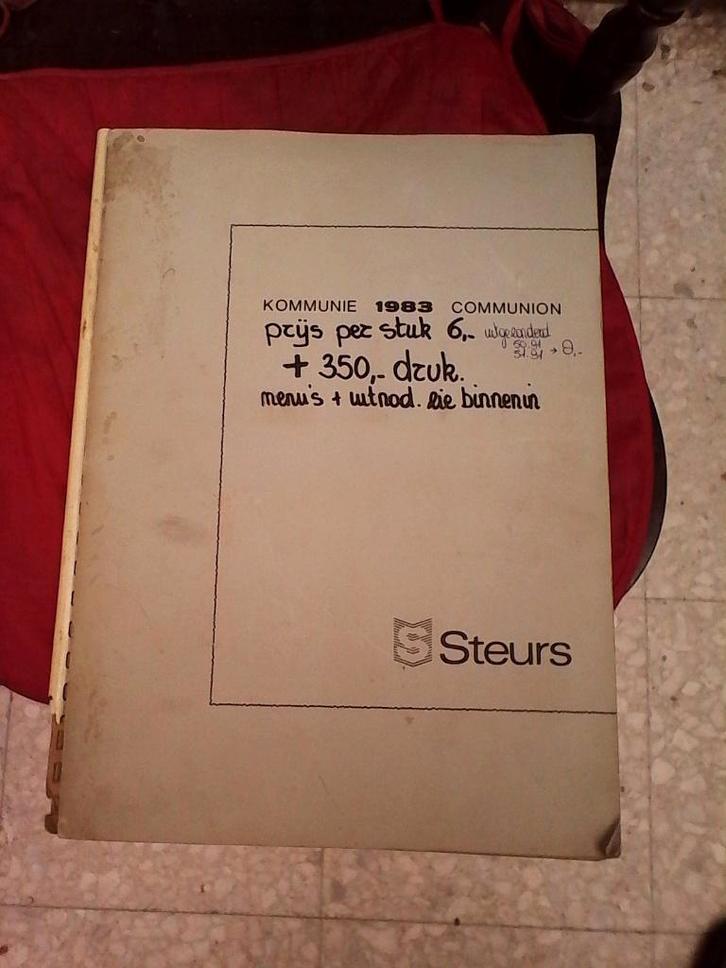 KOMMUNIE 1983 COMMUNION
prijs per stuk 6,- uitgezonderd
50.91
51.91 → 8,-
+ 350,- druk.
menu's + uitnod. zie binnenin
S Steurs